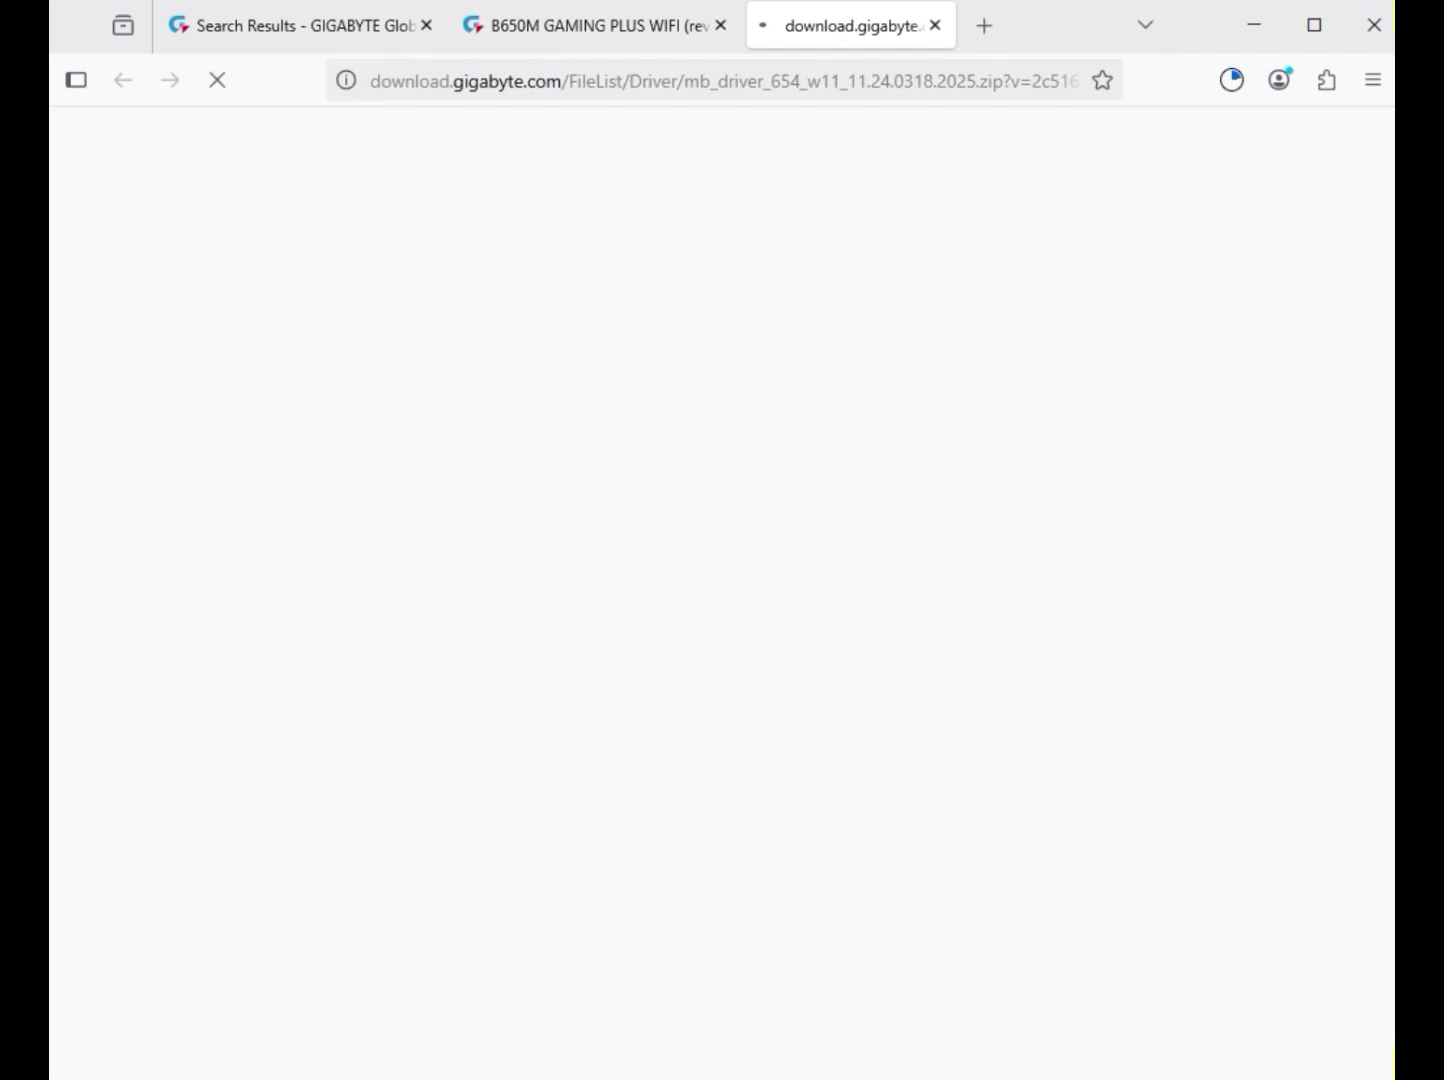 Search Results - GIGABYTE Glob
B650M GAMING PLUS WIFI (rev
download.gigabyte.
download.gigabyte.com/FileList/Driver/mb_driver_654_w11_11.24.0318.2025.zip?v=2c516